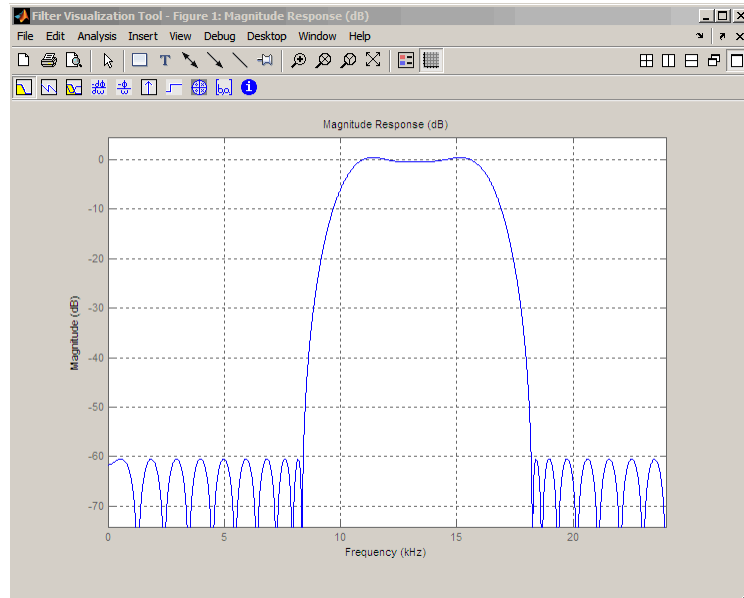 Filter Visualization Tool - Figure 1: Magnitude Response (dB)
File Edit Analysis Insert View Debug Desktop Window Help
Magnitude Response (dB)
0
-10
-20
-30
-40
-50
-60
-70
Magnitude (dB)
0 5 10 15 20
Frequency (kHz)